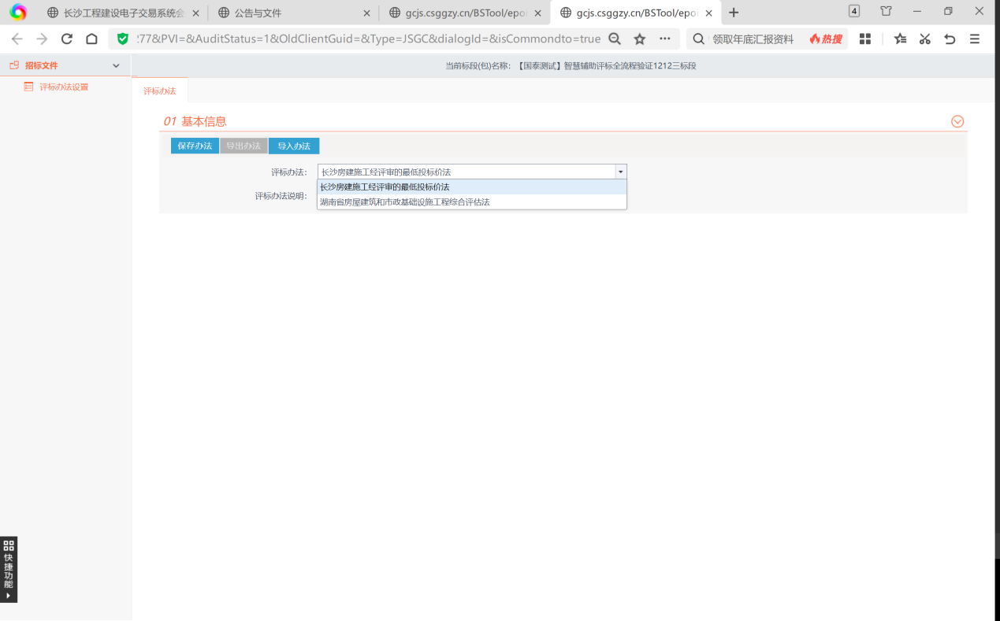 长沙工程建设电子交易系统会
公告与文件
gcjs.csggzy.cn/BSTool/epo
gcjs.csggzy.cn/BSTool/epo
4
277&PVI=&AuditStatus=1&OldClientGuid=&Type=JSGC&dialogId=&isCommondto=true
领取年底汇报资料
热搜
招标文件
当前标段(包)名称：【国泰测试】智慧辅助评标全流程验证1212三标段
评标办法设置
评标办法
01 基本信息
保存办法
导出办法
导入办法
评标办法：
长沙房建施工经评审的最低投标价法
长沙房建施工经评审的最低投标价法
评标办法说明：
湖南省房屋建筑和市政基础设施工程综合评估法
快捷功能